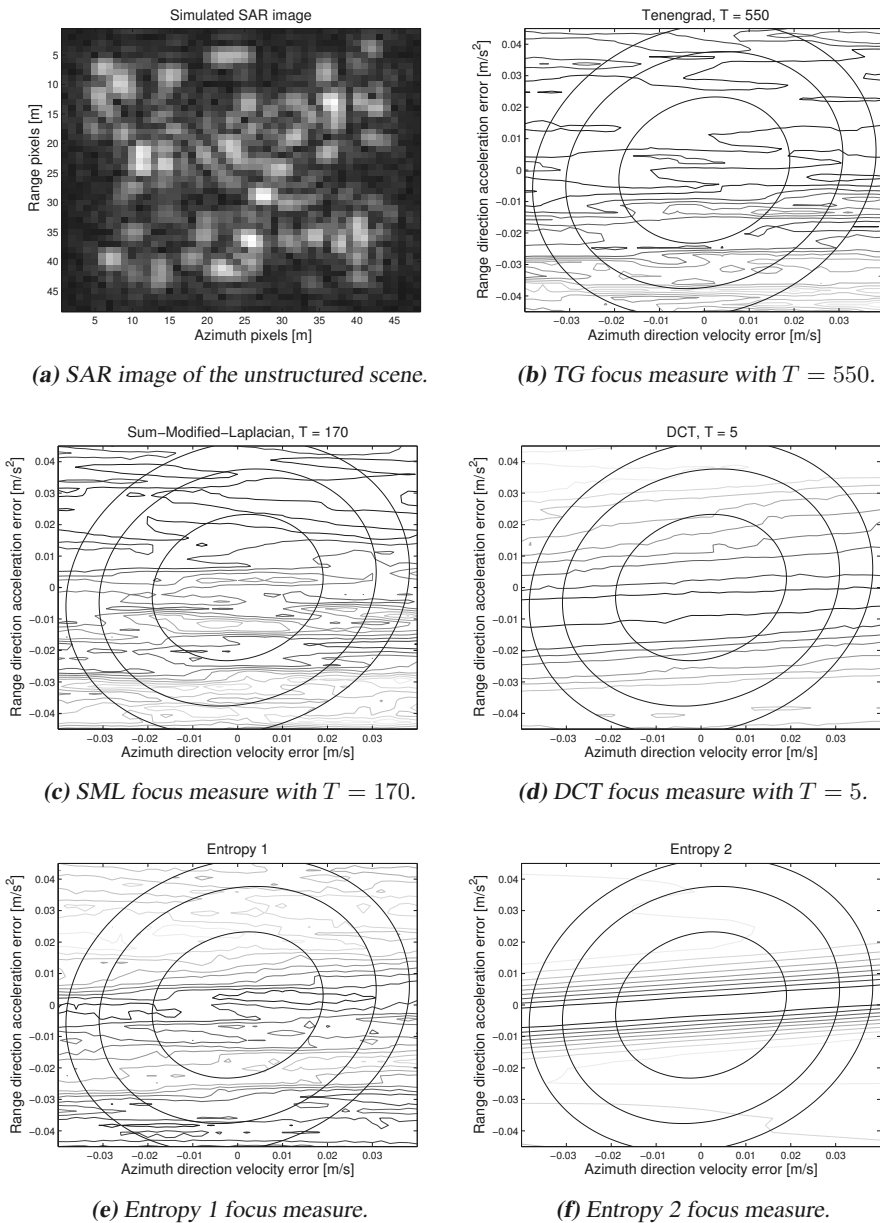 Simulated SAR image
Range pixels [m]
5
10
15
20
25
30
35
40
45
5 10 15 20 25 30 35 40 45
Azimuth pixels [m]
(a) SAR image of the unstructured scene.
Tenengrad, T = 550
Range direction acceleration error [m/s²]
0.04
0.03
0.02
0.01
0
−0.01
−0.02
−0.03
−0.04
−0.03 −0.02 −0.01 0 0.01 0.02 0.03
Azimuth direction velocity error [m/s]
(b) TG focus measure with T = 550.
Sum−Modified−Laplacian, T = 170
Range direction acceleration error [m/s²]
0.04
0.03
0.02
0.01
0
−0.01
−0.02
−0.03
−0.04
−0.03 −0.02 −0.01 0 0.01 0.02 0.03
Azimuth direction velocity error [m/s]
(c) SML focus measure with T = 170.
DCT, T = 5
Range direction acceleration error [m/s²]
0.04
0.03
0.02
0.01
0
−0.01
−0.02
−0.03
−0.04
−0.03 −0.02 −0.01 0 0.01 0.02 0.03
Azimuth direction velocity error [m/s]
(d) DCT focus measure with T = 5.
Entropy 1
Range direction acceleration error [m/s²]
0.04
0.03
0.02
0.01
0
−0.01
−0.02
−0.03
−0.04
−0.03 −0.02 −0.01 0 0.01 0.02 0.03
Azimuth direction velocity error [m/s]
(e) Entropy 1 focus measure.
Entropy 2
Range direction acceleration error [m/s²]
0.04
0.03
0.02
0.01
0
−0.01
−0.02
−0.03
−0.04
−0.03 −0.02 −0.01 0 0.01 0.02 0.03
Azimuth direction velocity error [m/s]
(f) Entropy 2 focus measure.